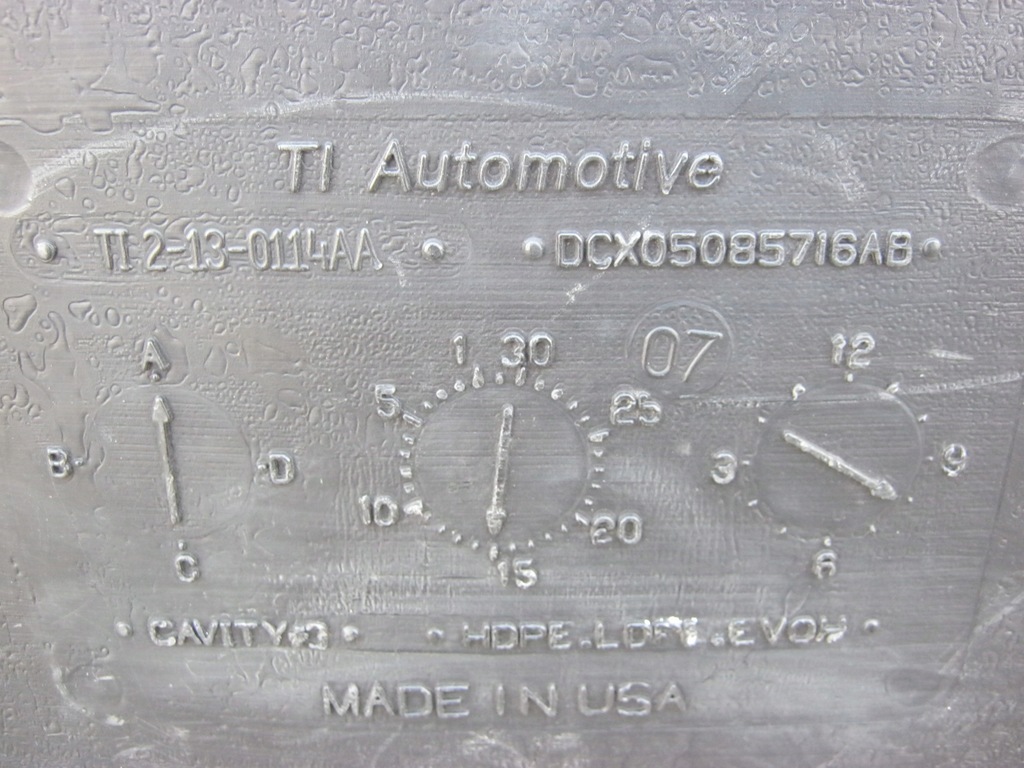 TI Automotive
TI 2-13-0114AA DCX05085716AB
A 1 30 07 12
5 25
B D 3 9
10 20
C 15 6
CAVITY#3 HDPE.LDPE.EVOH
MADE IN USA